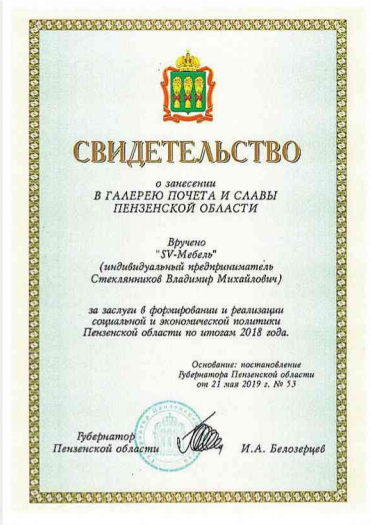 СВИДЕТЕЛЬСТВО
о занесении
В ГАЛЕРЕЮ ПОЧЕТА И СЛАВЫ
ПЕНЗЕНСКОЙ ОБЛАСТИ
Вручено
"SV-Мебель"
(индивидуальный предприниматель
Стеклянников Владимир Михайлович)
за заслуги в формировании и реализации
социальной и экономической политики
Пензенской области по итогам 2018 года.
Основание: постановление
Губернатора Пензенской области
от 21 мая 2019 г. № 53
Губернатор
Пензенской области
И.А. Белозерцев